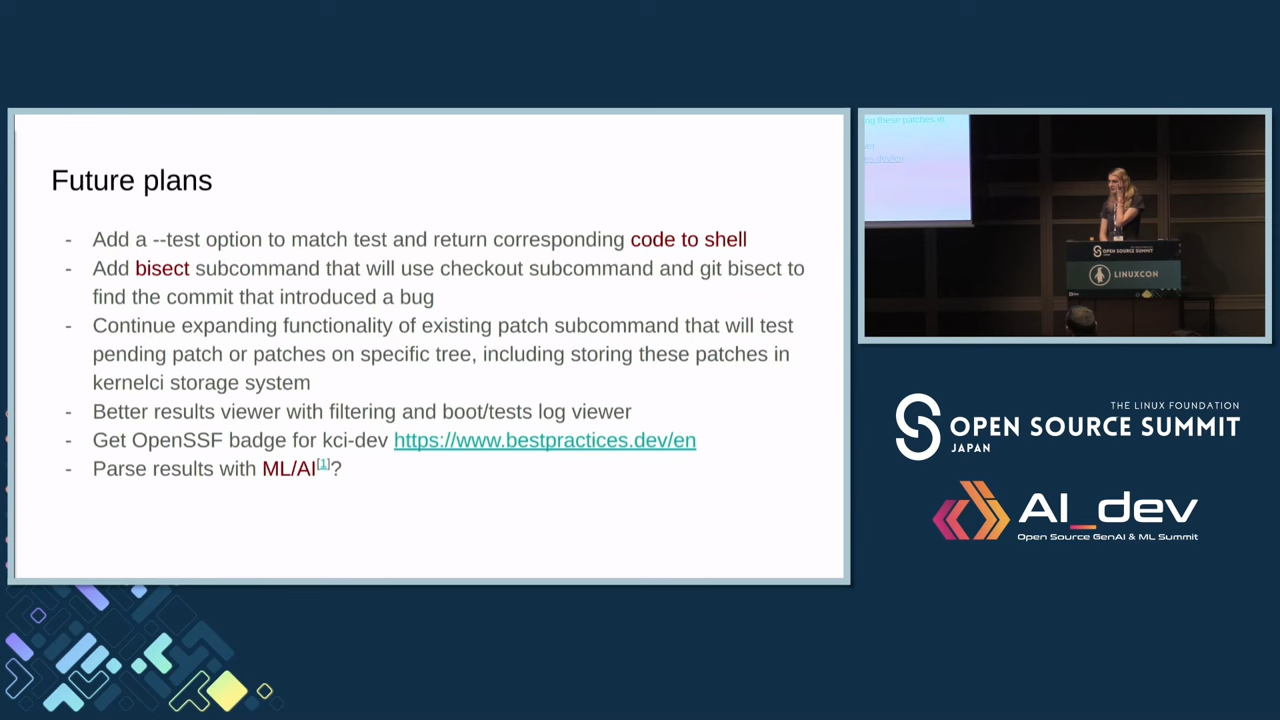 Future plans
- Add a --test option to match test and return corresponding code to shell
- Add bisect subcommand that will use checkout subcommand and git bisect to
find the commit that introduced a bug
- Continue expanding functionality of existing patch subcommand that will test
pending patch or patches on specific tree, including storing these patches in
kernelci storage system
- Better results viewer with filtering and boot/tests log viewer
- Get OpenSSF badge for kci-dev https://www.bestpractices.dev/en
- Parse results with ML/AI[1]?
ng these patches in
OPEN SOURCE SUMMIT
LINUXCON
THE LINUX FOUNDATION
OPEN SOURCE SUMMIT
JAPAN
AI_dev
Open Source GenAI & ML Summit